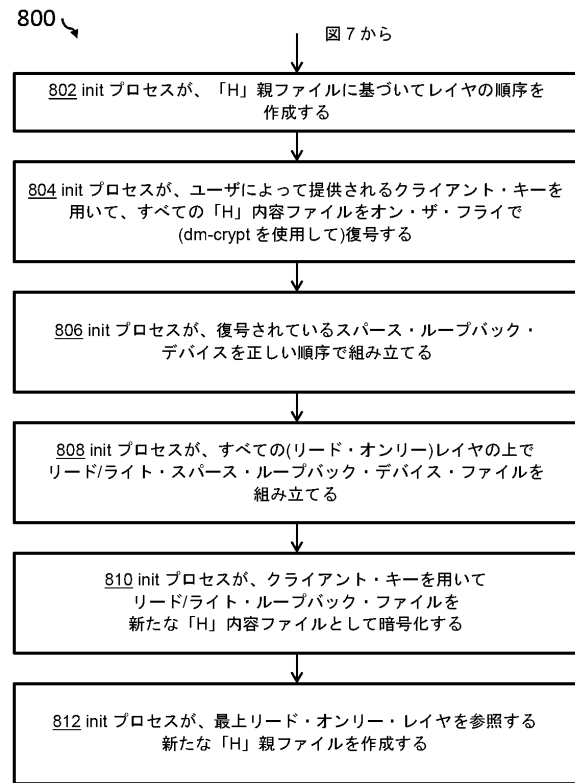 800
図 7 から
802 init プロセスが、「H」親ファイルに基づいてレイヤの順序を
作成する
804 init プロセスが、ユーザによって提供されるクライアント・キーを
用いて、すべての「H」内容ファイルをオン・ザ・フライで
(dm-crypt を使用して)復号する
806 init プロセスが、復号されているスパース・ループバック・
デバイスを正しい順序で組み立てる
808 init プロセスが、すべての(リード・オンリー)レイヤの上で
リード/ライト・スパース・ループバック・デバイス・ファイルを
組み立てる
810 init プロセスが、クライアント・キーを用いて
リード/ライト・ループバック・ファイルを
新たな「H」内容ファイルとして暗号化する
812 init プロセスが、最上リード・オンリー・レイヤを参照する
新たな「H」親ファイルを作成する